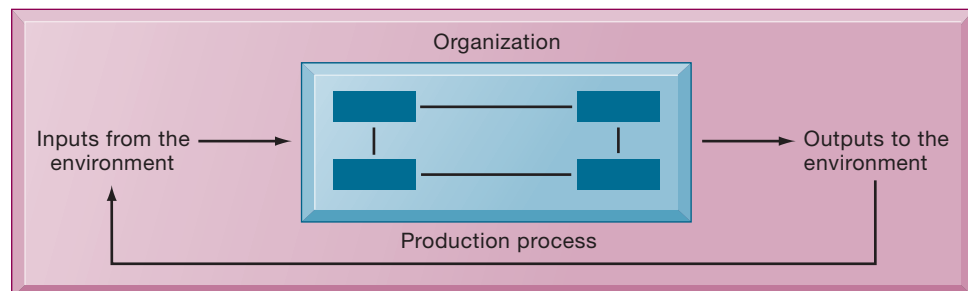 Organization
Inputs from the
environment
Outputs to the
environment
Production process